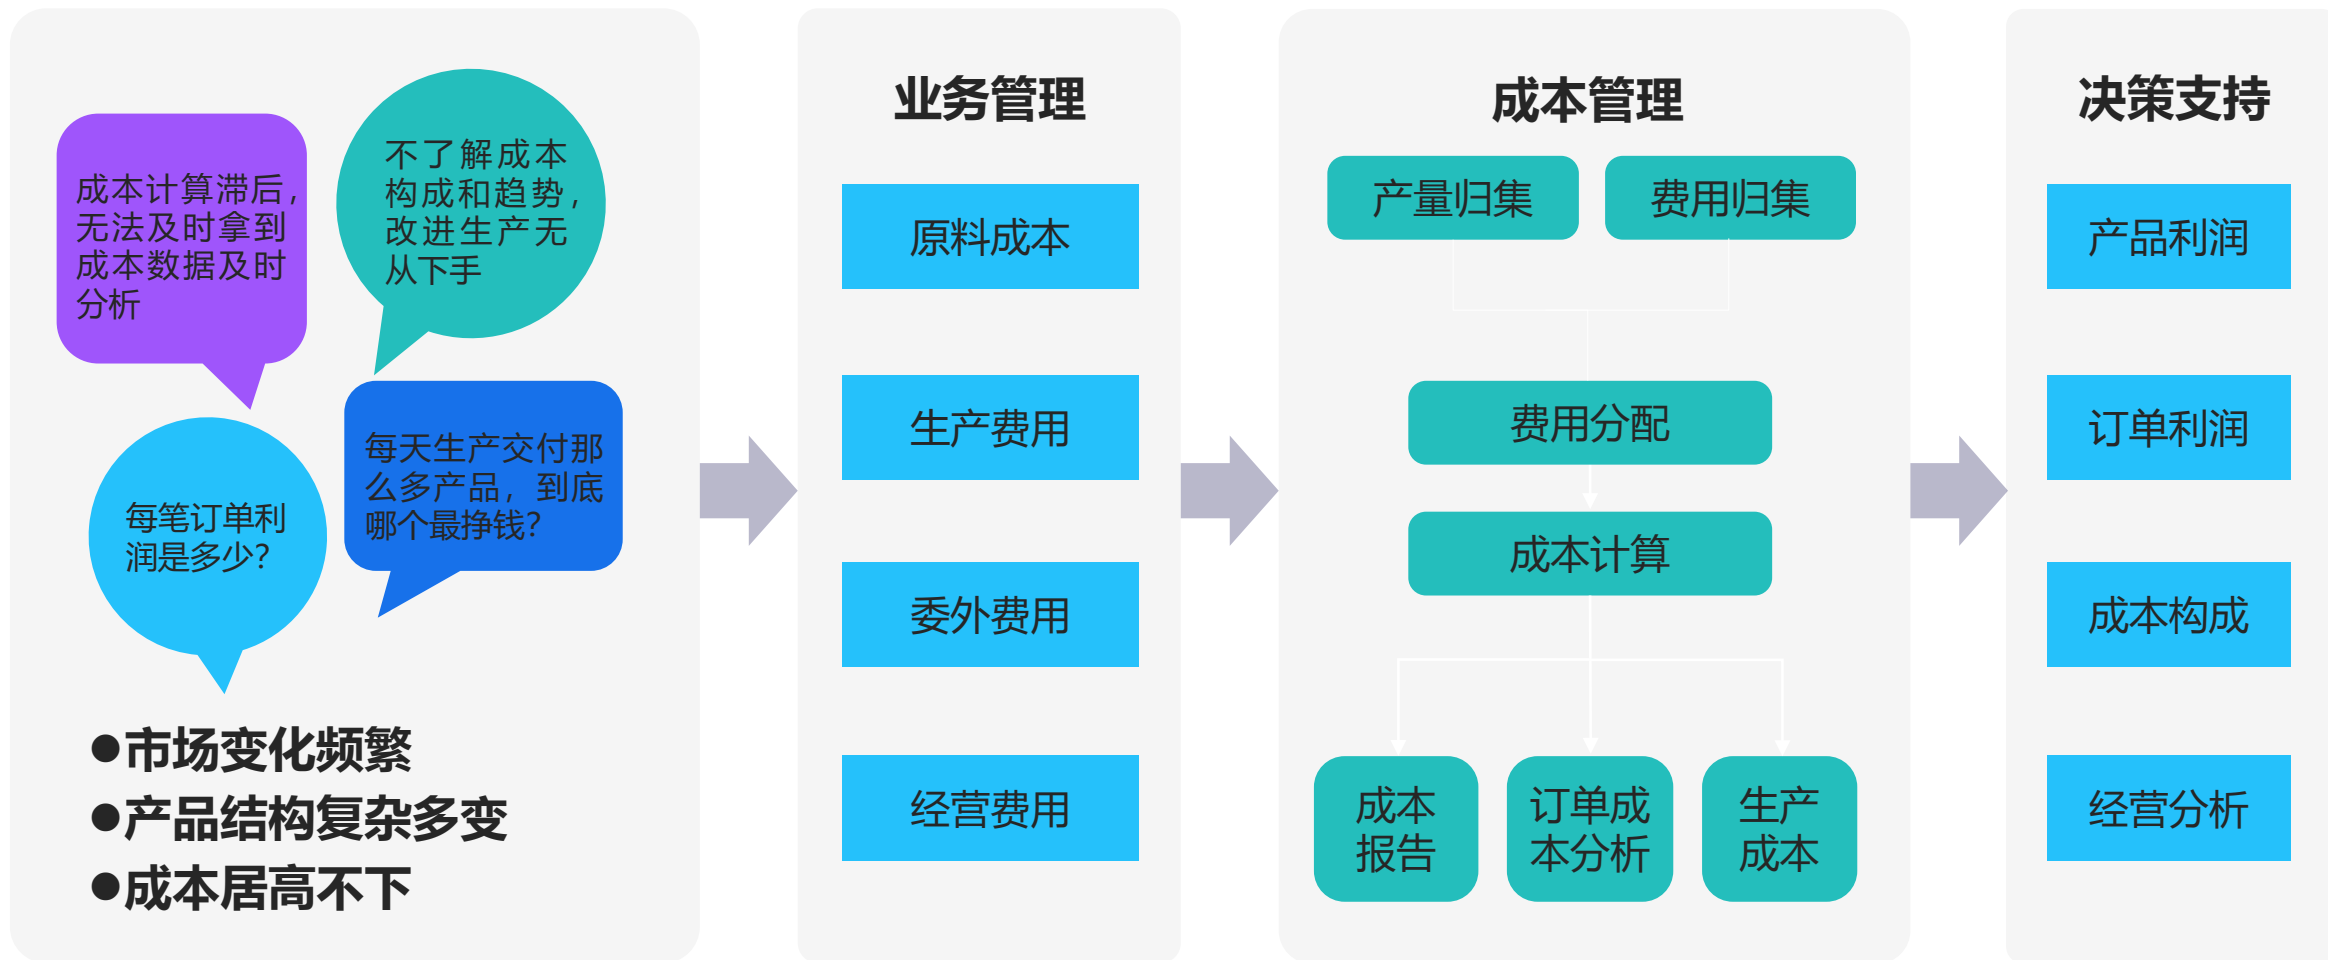 成本计算滞后，
无法及时拿到
成本数据及时
分析
不了解成本
构成和趋势，
改进生产无
从下手
每笔订单利
润是多少？
每天生产交付那
么多产品，到底
哪个最挣钱？
●市场变化频繁
●产品结构复杂多变
●成本居高不下
业务管理
原料成本
生产费用
委外费用
经营费用
成本管理
产量归集
费用归集
费用分配
成本计算
成本
报告
订单成
本分析
生产
成本
决策支持
产品利润
订单利润
成本构成
经营分析